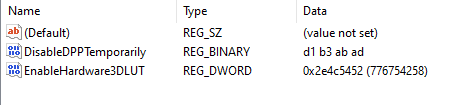 Name Type Data
(Default) REG_SZ (value not set)
DisableDPPTemporarily REG_BINARY d1 b3 ab ad
EnableHardware3DLUT REG_DWORD 0x2e4c5452 (776754258)